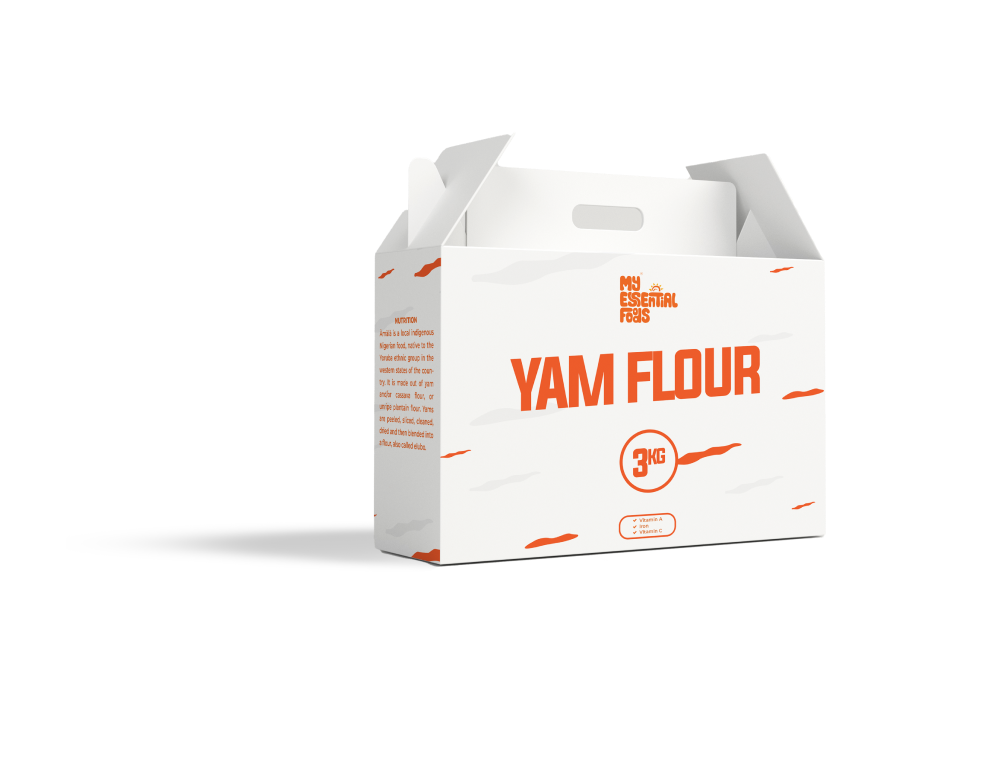 MY
ESSENTIAL
FOODS
YAM FLOUR
3KG
Vitamin A
Iron
Vitamin C
NUTRITION
Amala is a local indigenous
Nigerian food, native to the
Yoruba ethnic group in the
western states of the coun-
try. It is made out of yam
and/or cassava flour, or
unripe plantain flour. Yams
are peeled, sliced, cleaned,
dried and then blended into
a flour, also called elubo.